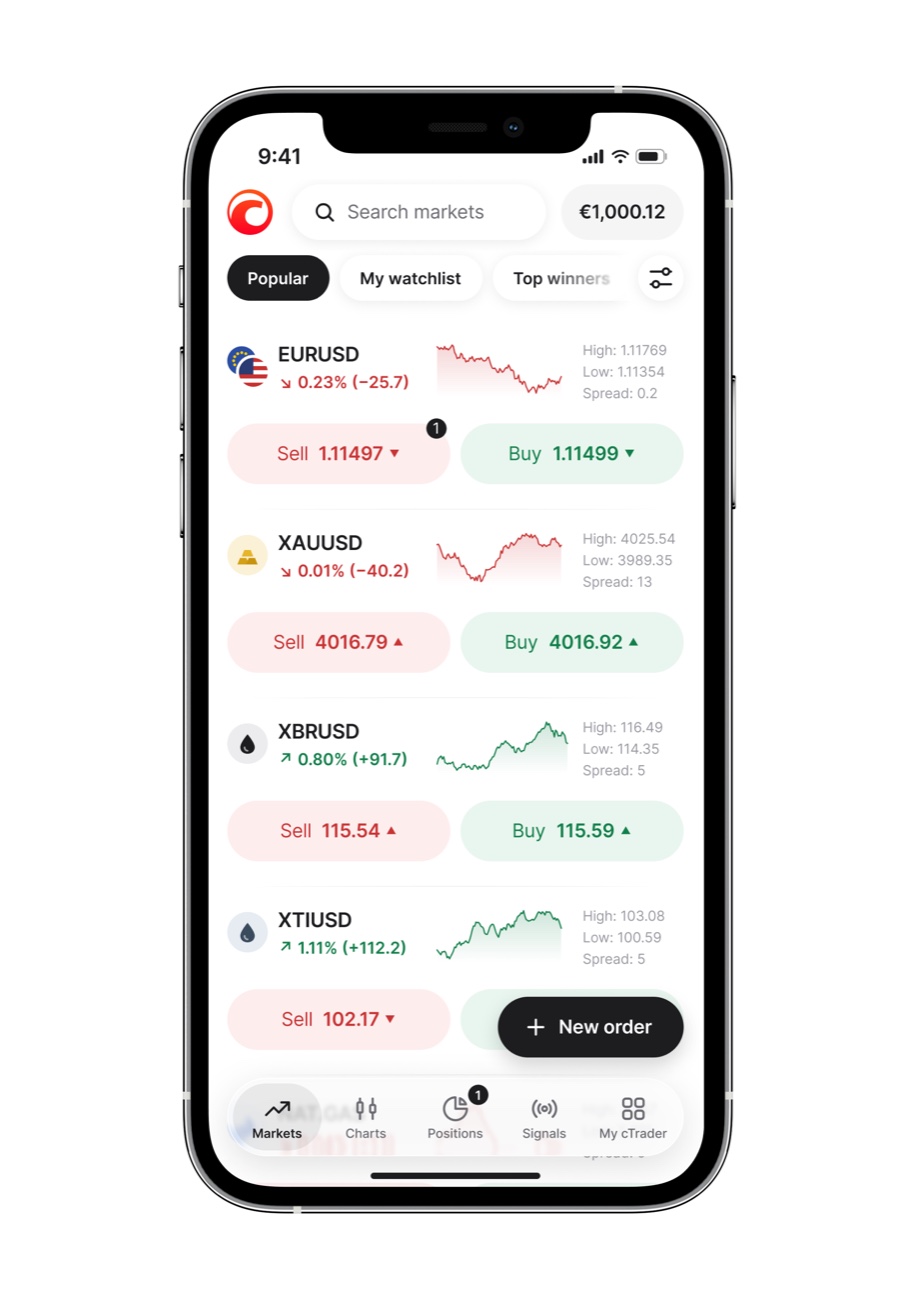 9:41
Search markets
€1,000.12
Popular
My watchlist
Top winners
EURUSD
↘ 0.23% (−25.7)
High: 1.11769
Low: 1.11354
Spread: 0.2
1
Sell 1.11497 ▼
Buy 1.11499 ▼
XAUUSD
↘ 0.01% (−40.2)
High: 4025.54
Low: 3989.35
Spread: 13
Sell 4016.79 ▲
Buy 4016.92 ▲
XBRUSD
↗ 0.80% (+91.7)
High: 116.49
Low: 114.35
Spread: 5
Sell 115.54 ▲
Buy 115.59 ▲
XTIUSD
↗ 1.11% (+112.2)
High: 103.08
Low: 100.59
Spread: 5
Sell 102.17 ▼
+ New order
1
Markets
Charts
Positions
Signals
My cTrader